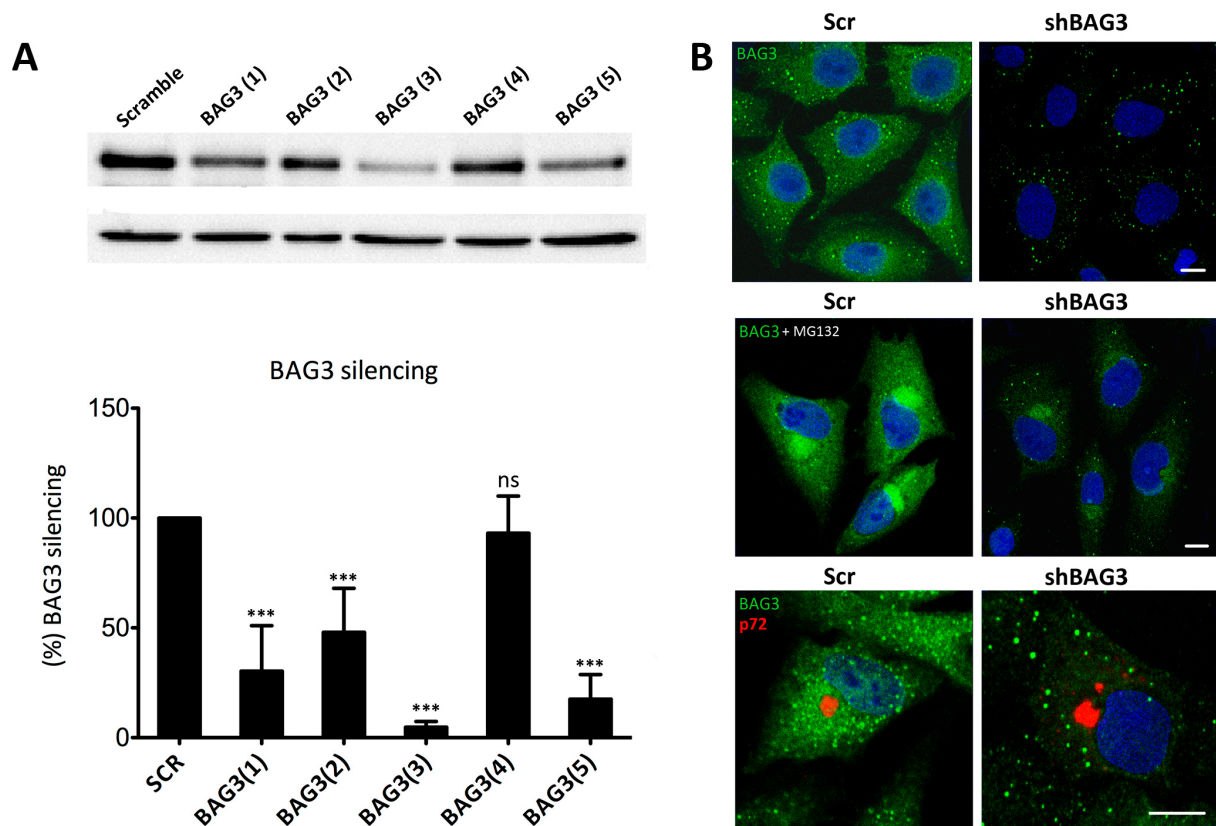 A
Scramble
BAG3 (1)
BAG3 (2)
BAG3 (3)
BAG3 (4)
BAG3 (5)
BAG3 silencing
(%) BAG3 silencing
150
100
50
0
***
***
***
ns
***
SCR
BAG3(1)
BAG3(2)
BAG3(3)
BAG3(4)
BAG3(5)
B
Scr
shBAG3
BAG3
Scr
shBAG3
BAG3 + MG132
Scr
shBAG3
BAG3
p72